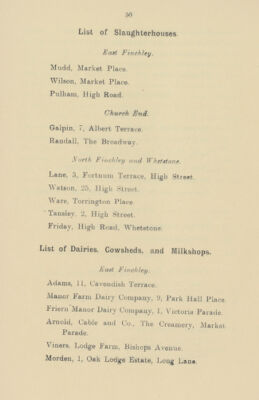 30
List of Slaughterhouses.
East Finchley.
Mudd, Market Place.
Wilson, Market Place.
Pulham, High Road.
Church End.
Galpin, 7, Albert Terrace.
Randall, The Broadway.
North Finchley and Whetstone.
Lane, 3, Fortnum Terrace, High Street.
Watson, 25, High Street.
Ware, Torrington Place.
Tansley, 2, High Street.
Friday, High Road, Whetstone.
List of Dairies, Cowsheds, and Milkshops.
East Finchley.
Adams, 11, Cavendish Terrace.
Manor Farm Dairy Company, 9, Park Hall Place.
Friern Manor Dairy Company, 1, Victoria Parade.
Arnold, Cable and Co., The Creamery, Market
Parade.
Viners, Lodge Farm, Bishops Avenue.
Morden, 1, Oak Lodge Estate, Long Lane.